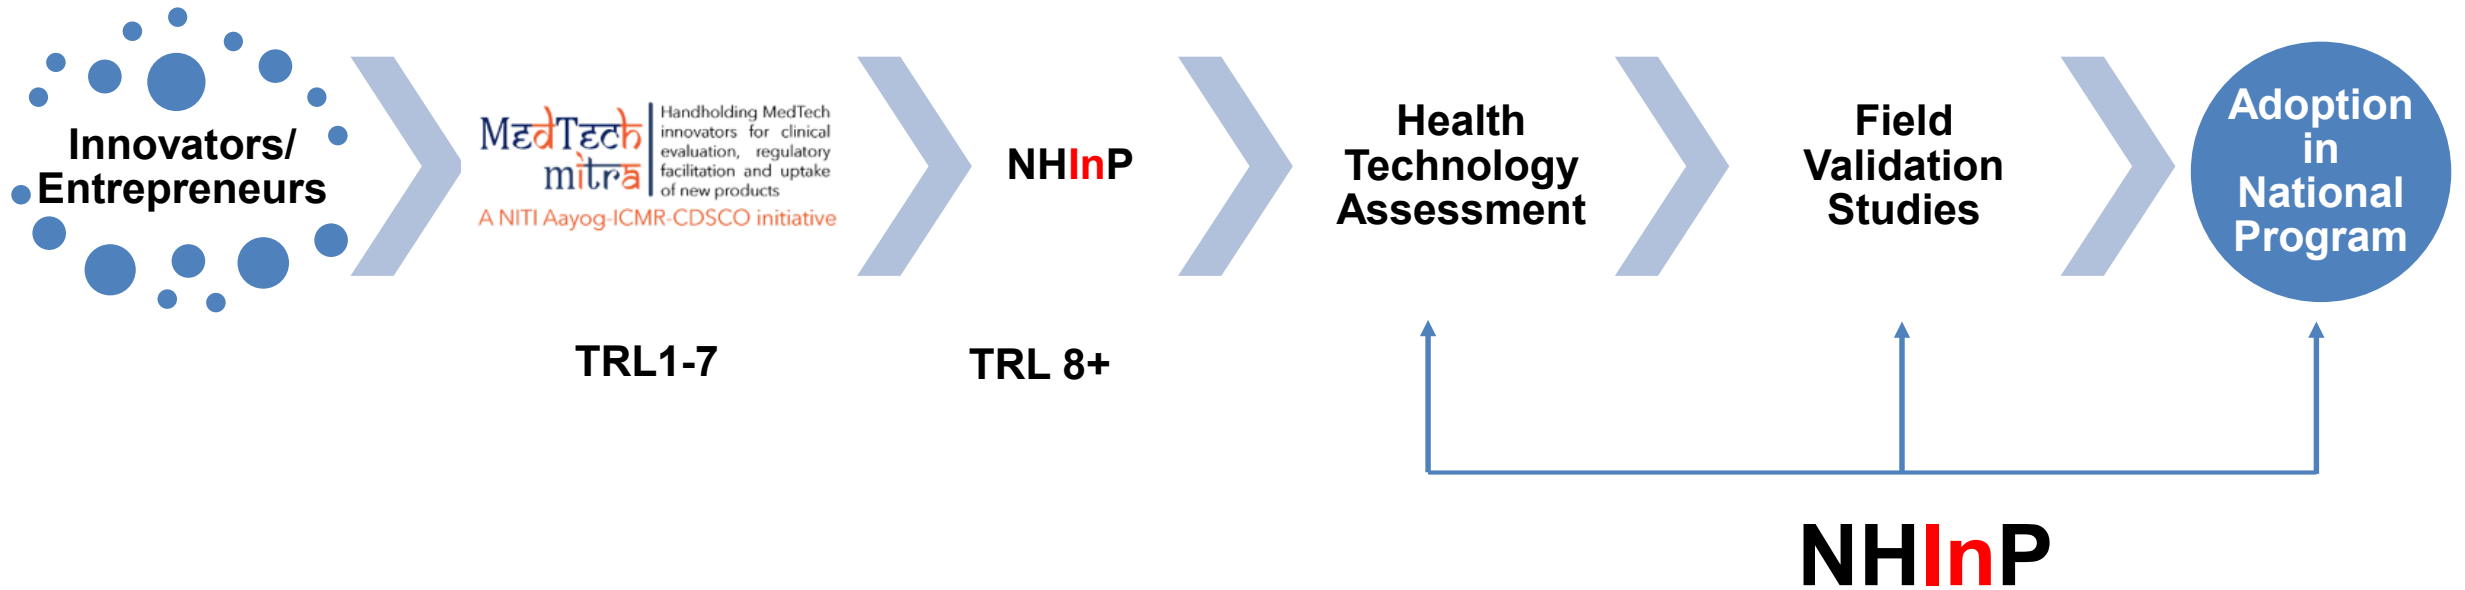 Innovators/
Entrepreneurs
MεdTεch
mitra
Handholding MedTech
innovators for clinical
evaluation, regulatory
facilitation and uptake
of new products
A NITI Aayog-ICMR-CDSCO initiative
NHInP
Health
Technology
Assessment
Field
Validation
Studies
Adoption
in
National
Program
TRL1-7
TRL 8+
NHInP